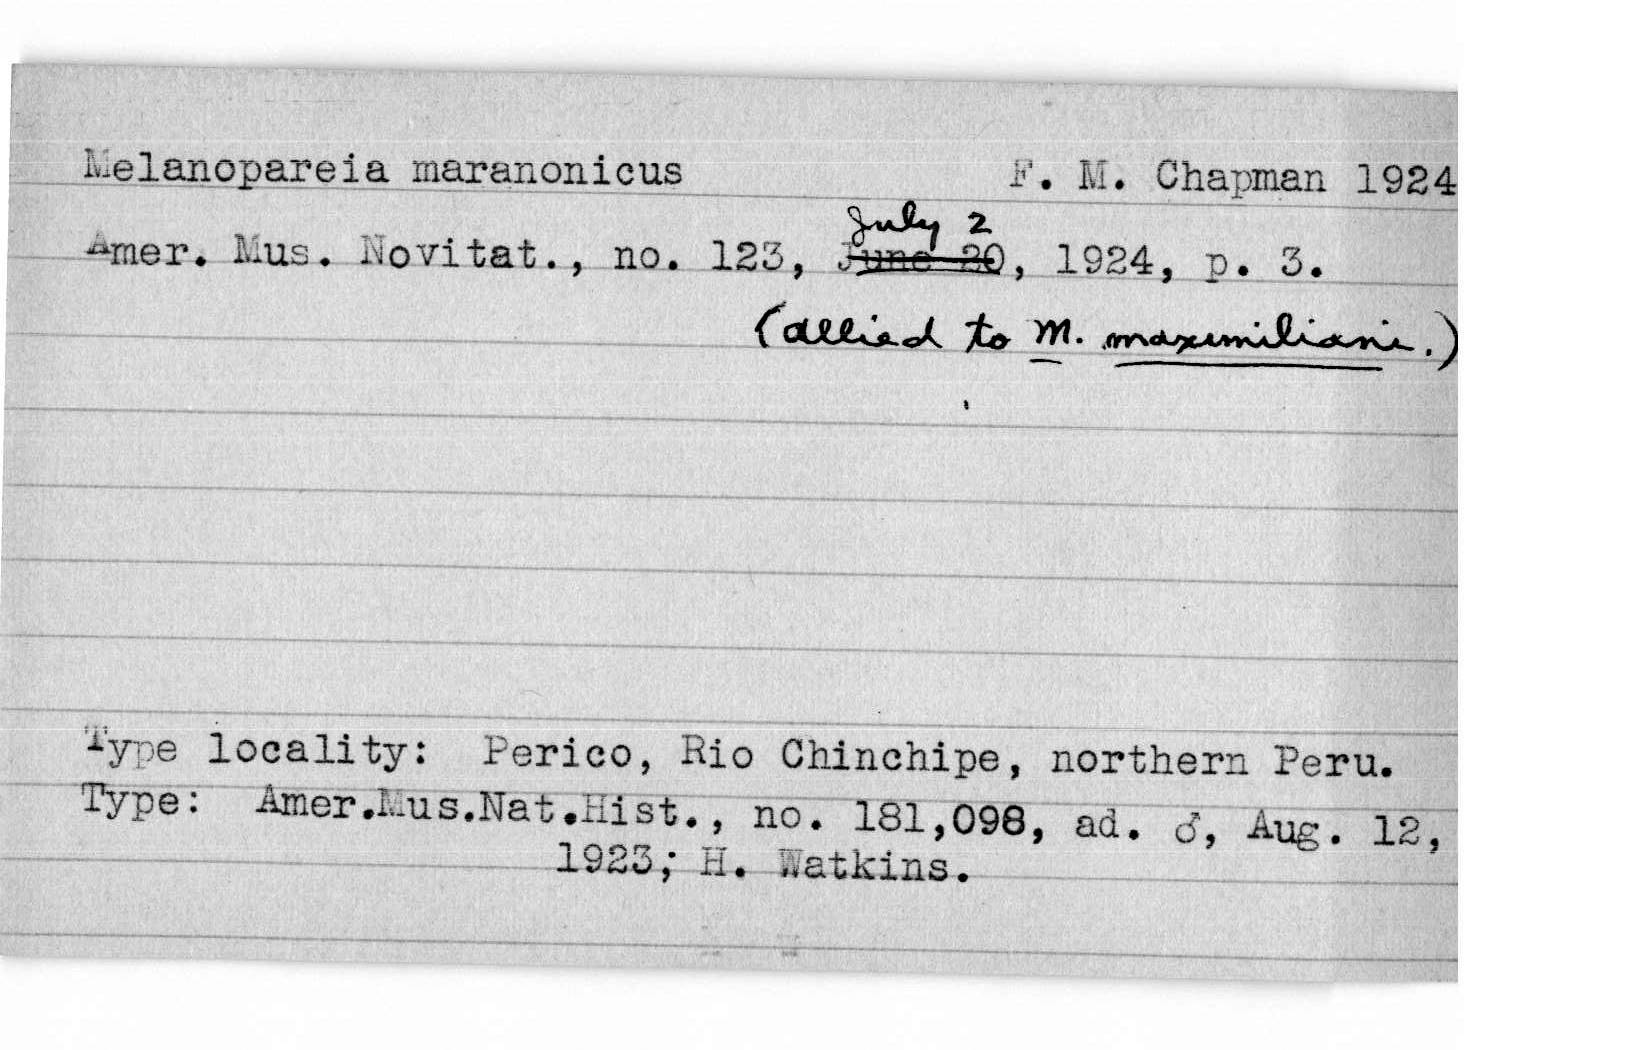 Melanopareia maranonicus F. M. Chapman 1924
July 2
Amer. Mus. Novitat., no. 123, June 20, 1924, p. 3.
(allied to M. maximiliani.)
Type locality: Perico, Rio Chinchipe, northern Peru.
Type: Amer.Mus.Nat.Hist., no. 181,098, ad. ♂, Aug. 12,
1923; H. Watkins.